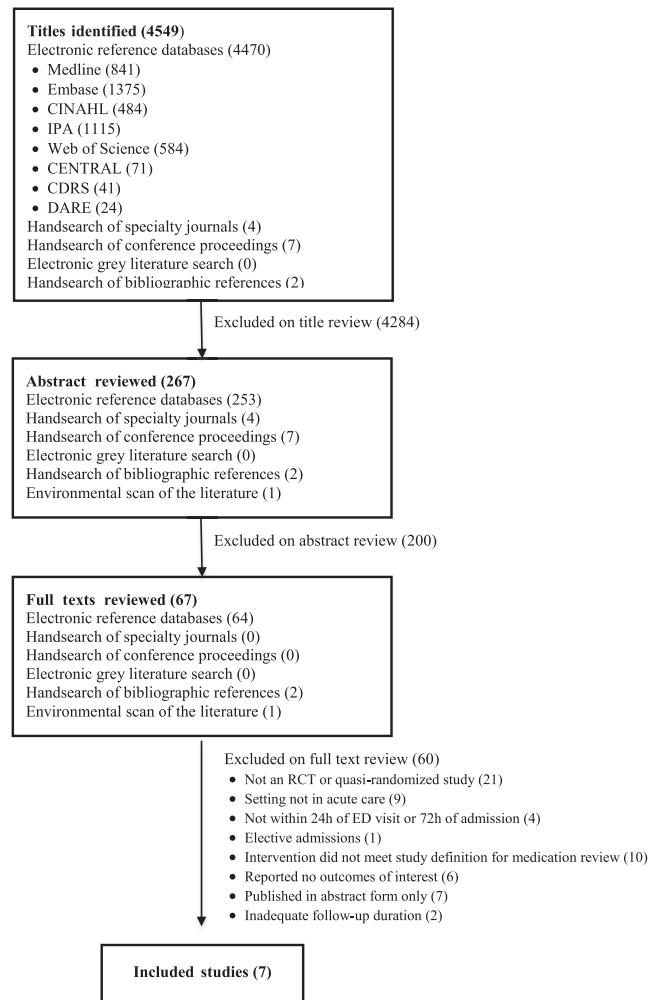 Titles identified (4549)
Electronic reference databases (4470)
• Medline (841)
• Embase (1375)
• CINAHL (484)
• IPA (1115)
• Web of Science (584)
• CENTRAL (71)
• CDRS (41)
• DARE (24)
Handsearch of specialty journals (4)
Handsearch of conference proceedings (7)
Electronic grey literature search (0)
Handsearch of bibliographic references (2)
Excluded on title review (4284)
Abstract reviewed (267)
Electronic reference databases (253)
Handsearch of specialty journals (4)
Handsearch of conference proceedings (7)
Electronic grey literature search (0)
Handsearch of bibliographic references (2)
Environmental scan of the literature (1)
Excluded on abstract review (200)
Full texts reviewed (67)
Electronic reference databases (64)
Handsearch of specialty journals (0)
Handsearch of conference proceedings (0)
Electronic grey literature search (0)
Handsearch of bibliographic references (2)
Environmental scan of the literature (1)
Excluded on full text review (60)
• Not an RCT or quasi-randomized study (21)
• Setting not in acute care (9)
• Not within 24h of ED visit or 72h of admission (4)
• Elective admissions (1)
• Intervention did not meet study definition for medication review (10)
• Reported no outcomes of interest (6)
• Published in abstract form only (7)
• Inadequate follow-up duration (2)
Included studies (7)